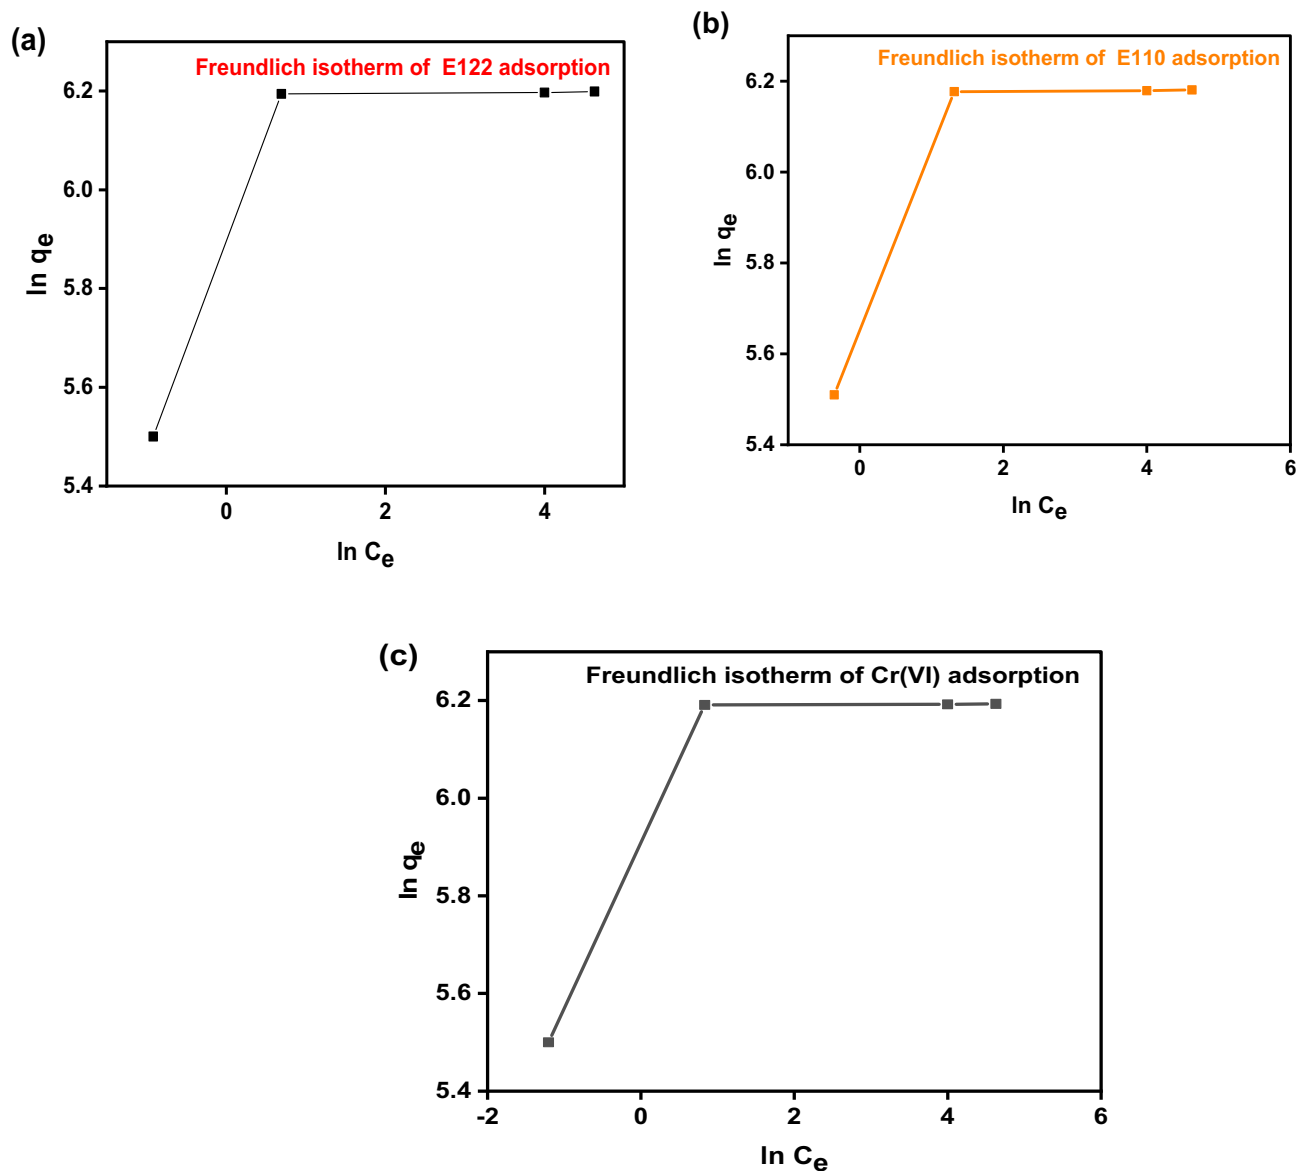 (a)
Freundlich isotherm of E122 adsorption
6.2
6.0
5.8
5.6
5.4
ln qe
0
2
4
ln Ce
(b)
Freundlich isotherm of E110 adsorption
6.2
6.0
5.8
5.6
5.4
ln qe
0
2
4
6
ln Ce
(c)
Freundlich isotherm of Cr(VI) adsorption
6.2
6.0
5.8
5.6
5.4
ln qe
-2
0
2
4
6
ln Ce